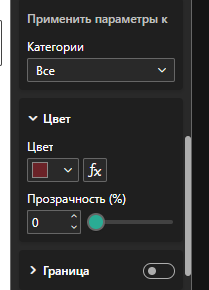 Применить параметры к
Категории
Все
Цвет
Цвет
fx
Прозрачность (%)
0
Граница